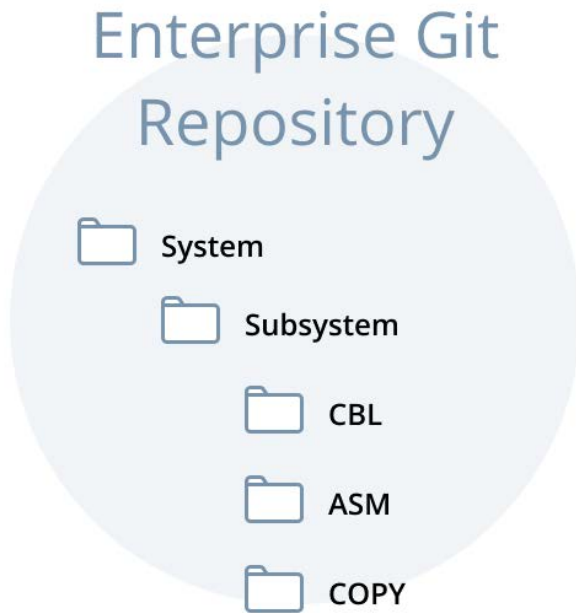 Enterprise Git
Repository
System
Subsystem
CBL
ASM
COPY